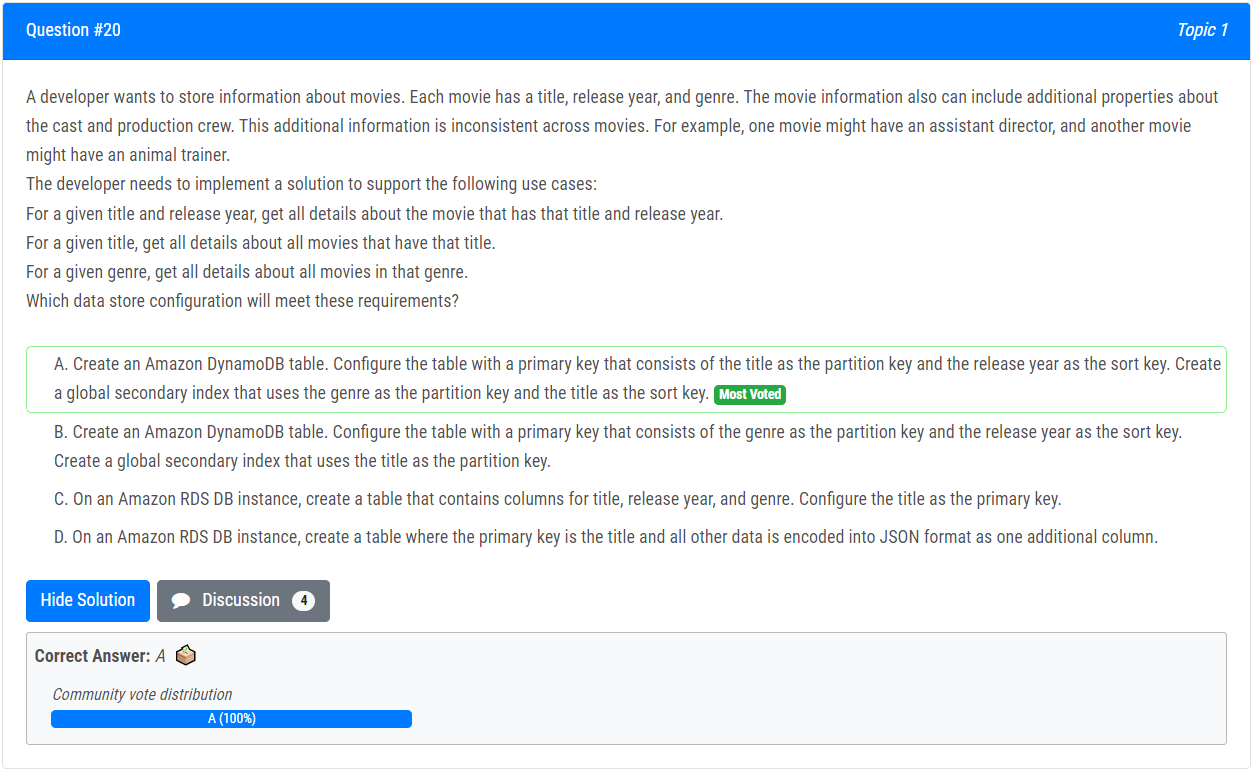 Question #20
Topic 1
A developer wants to store information about movies. Each movie has a title, release year, and genre. The movie information also can include additional properties about
the cast and production crew. This additional information is inconsistent across movies. For example, one movie might have an assistant director, and another movie
might have an animal trainer.
The developer needs to implement a solution to support the following use cases:
For a given title and release year, get all details about the movie that has that title and release year.
For a given title, get all details about all movies that have that title.
For a given genre, get all details about all movies in that genre.
Which data store configuration will meet these requirements?
A. Create an Amazon DynamoDB table. Configure the table with a primary key that consists of the title as the partition key and the release year as the sort key. Create
a global secondary index that uses the genre as the partition key and the title as the sort key. Most Voted
B. Create an Amazon DynamoDB table. Configure the table with a primary key that consists of the genre as the partition key and the release year as the sort key.
Create a global secondary index that uses the title as the partition key.
C. On an Amazon RDS DB instance, create a table that contains columns for title, release year, and genre. Configure the title as the primary key.
D. On an Amazon RDS DB instance, create a table where the primary key is the title and all other data is encoded into JSON format as one additional column.
Hide Solution
Discussion 4
Correct Answer: A
Community vote distribution
A (100%)